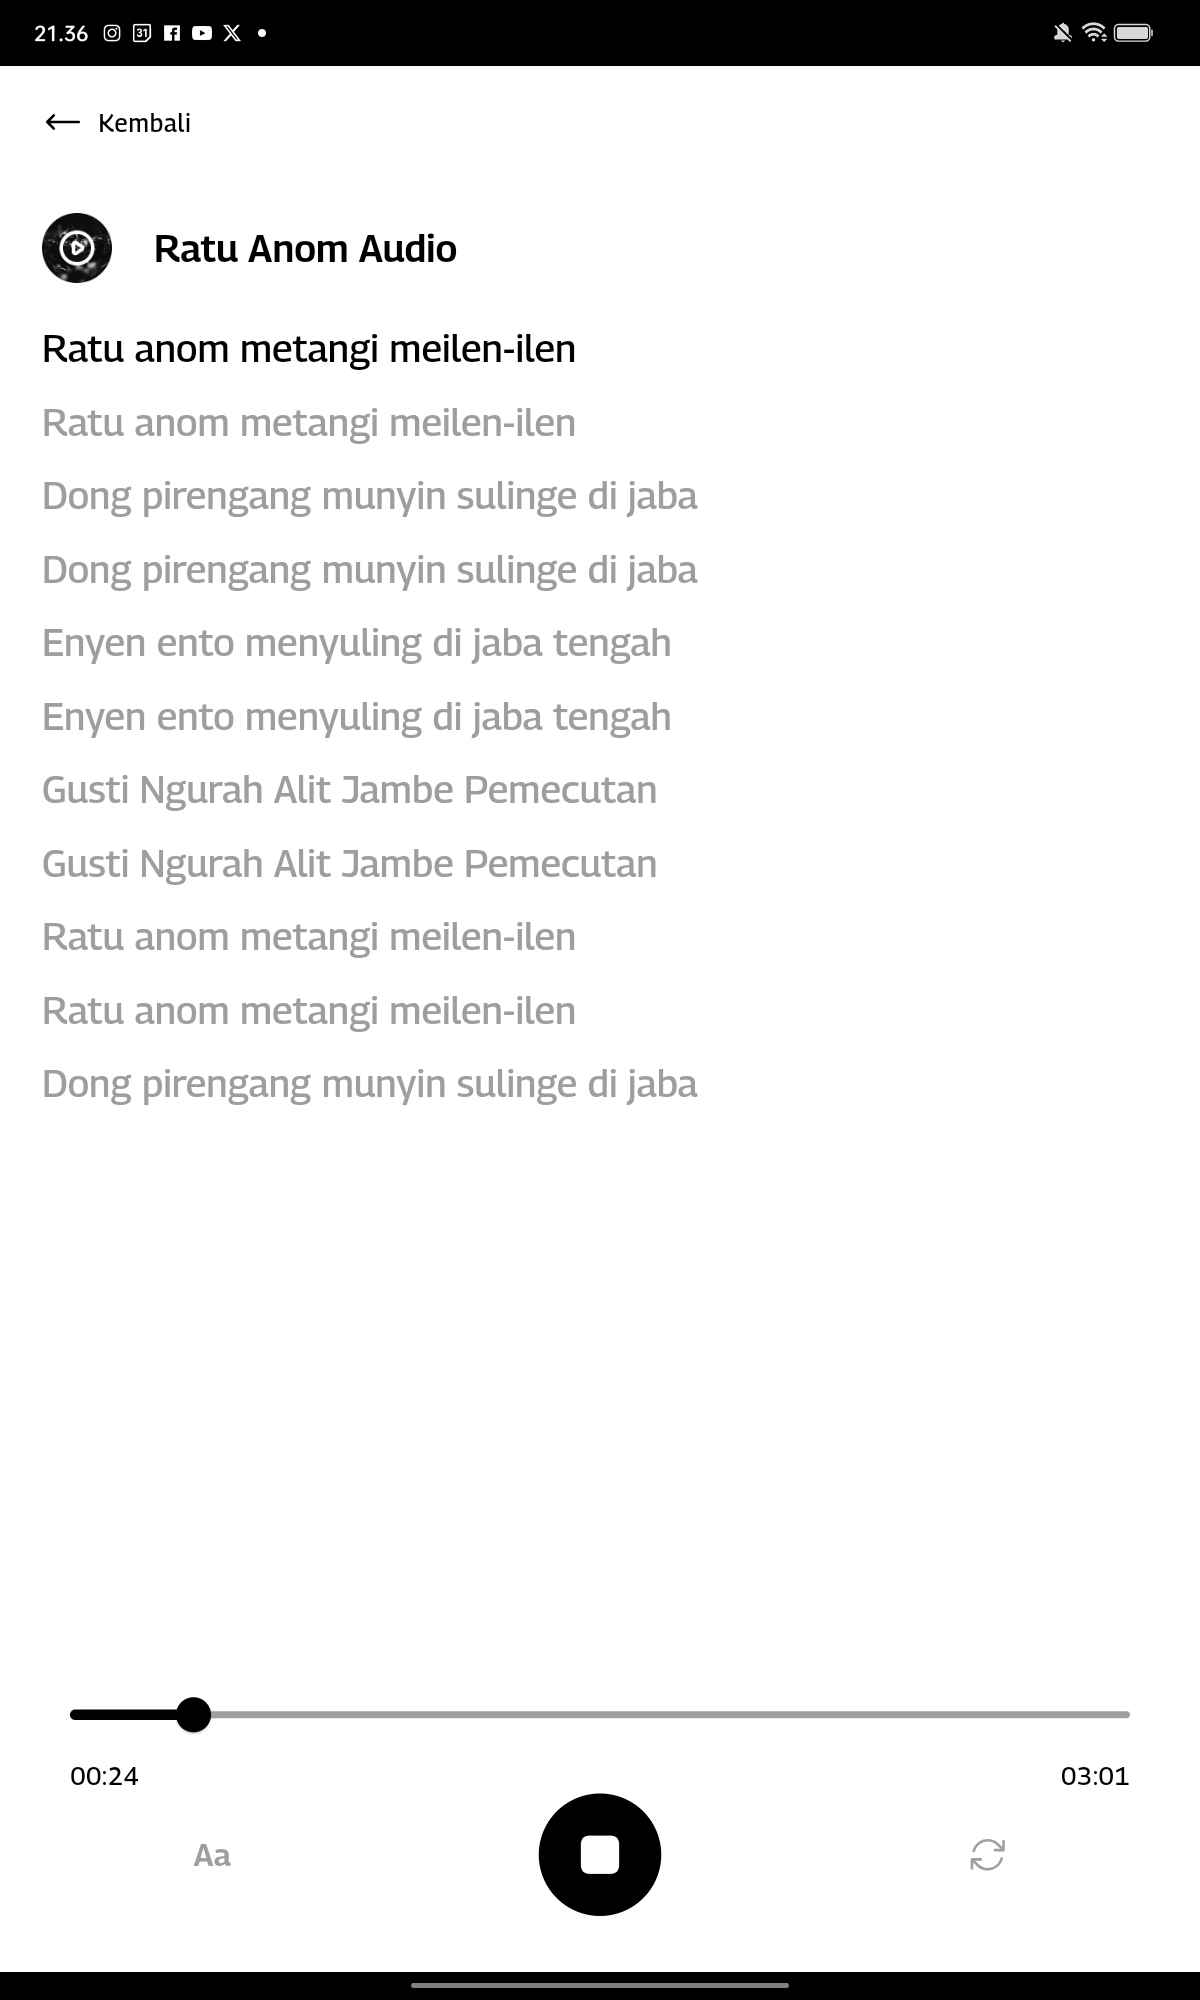 21.36
31
Kembali
Ratu Anom Audio
Ratu anom metangi meilen-ilen
Ratu anom metangi meilen-ilen
Dong pirengang munyin sulinge di jaba
Dong pirengang munyin sulinge di jaba
Enyen ento menyuling di jaba tengah
Enyen ento menyuling di jaba tengah
Gusti Ngurah Alit Jambe Pemecutan
Gusti Ngurah Alit Jambe Pemecutan
Ratu anom metangi meilen-ilen
Ratu anom metangi meilen-ilen
Dong pirengang munyin sulinge di jaba
00:24 03:01
Aa